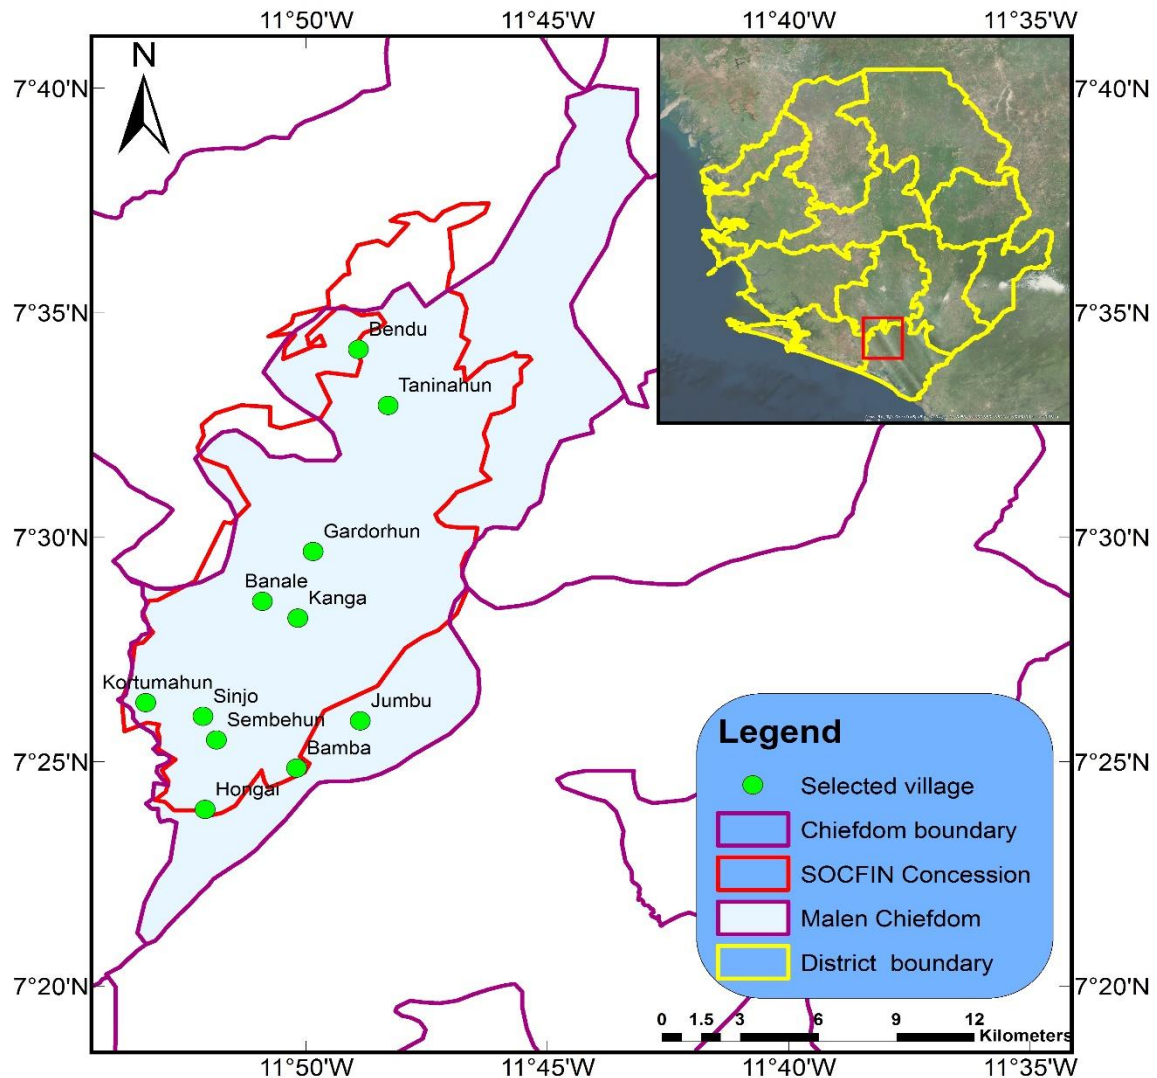 11°50'W 11°45'W 11°40'W 11°35'W
N
7°40'N 7°40'N
7°35'N 7°35'N
Bendu
Taninahun
7°30'N 7°30'N
Gardorhun
Banale
Kanga
Kortumahun
Sinjo
Jumbu
Sembehun
Bamba
7°25'N 7°25'N
Hongai
Legend
Selected village
Chiefdom boundary
SOCFIN Concession
Malen Chiefdom
District boundary
7°20'N 7°20'N
0 1.5 3 6 9 12
Kilometers
11°50'W 11°45'W 11°40'W 11°35'W